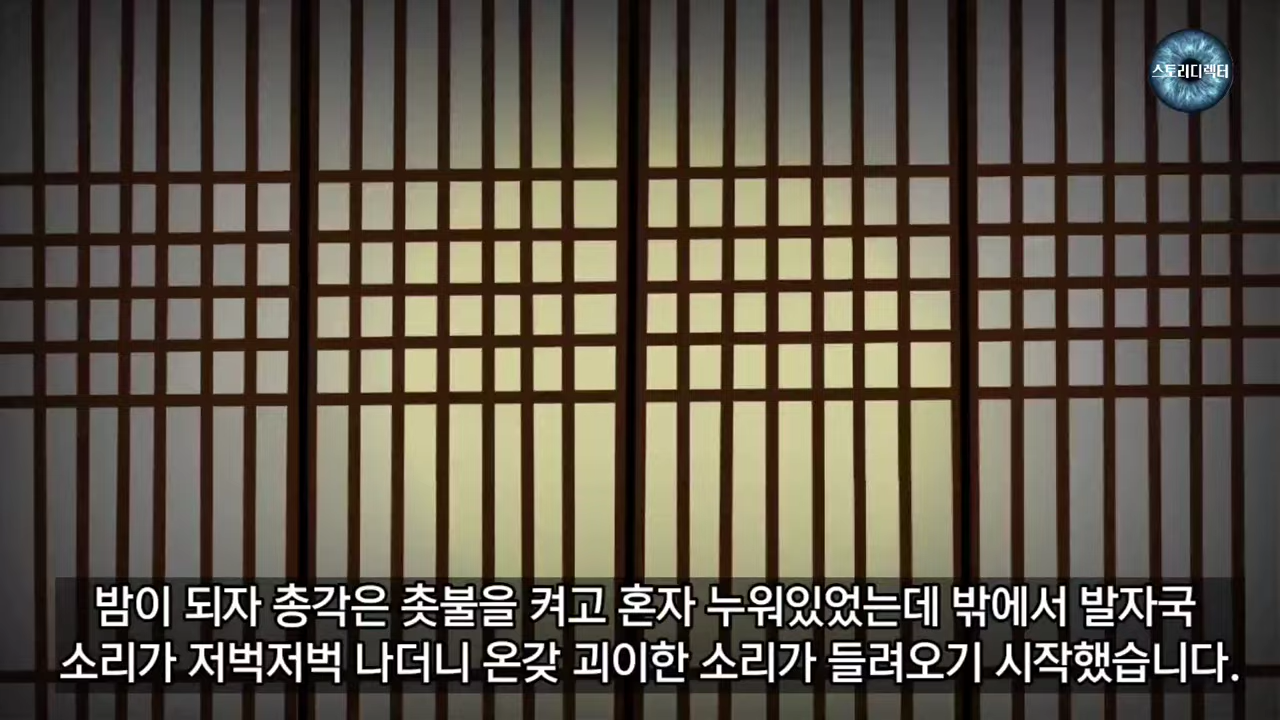 스토리디렉터
밤이 되자 총각은 촛불을 켜고 혼자 누워있었는데 밖에서 발자국
소리가 저벅저벅 나더니 온갖 괴이한 소리가 들려오기 시작했습니다.